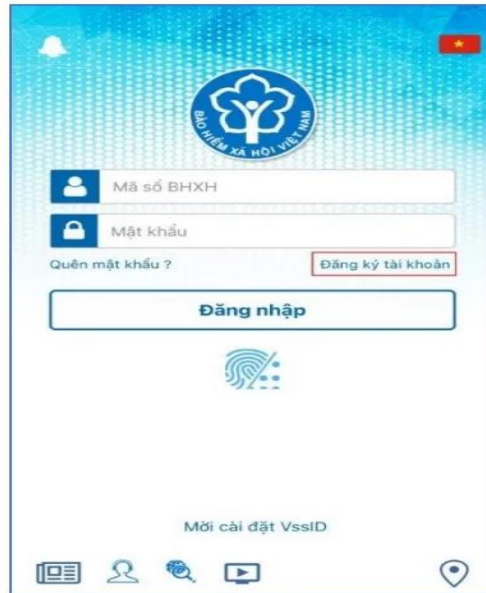 BẢO HIỂM XÃ HỘI VIỆT NAM
Mã số BHXH
Mật khẩu
Quên mật khẩu ?
Đăng ký tài khoản
Đăng nhập
Mời cài đặt VssID